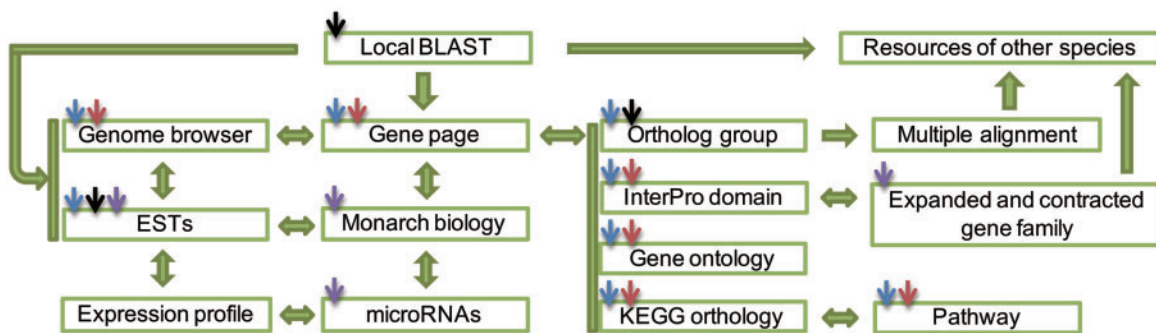 Local BLAST
Resources of other species
Genome browser
Gene page
Ortholog group
Multiple alignment
InterPro domain
Expanded and contracted
gene family
ESTs
Monarch biology
Gene ontology
Expression profile
microRNAs
KEGG orthology
Pathway